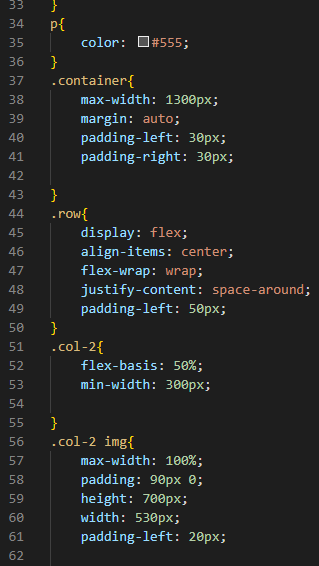 33 }
34 p{
35     color: #555;
36 }
37 .container{
38     max-width: 1300px;
39     margin: auto;
40     padding-left: 30px;
41     padding-right: 30px;
42
43 }
44 .row{
45     display: flex;
46     align-items: center;
47     flex-wrap: wrap;
48     justify-content: space-around;
49     padding-left: 50px;
50 }
51 .col-2{
52     flex-basis: 50%;
53     min-width: 300px;
54
55 }
56 .col-2 img{
57     max-width: 100%;
58     padding: 90px 0;
59     height: 700px;
60     width: 530px;
61     padding-left: 20px;
62